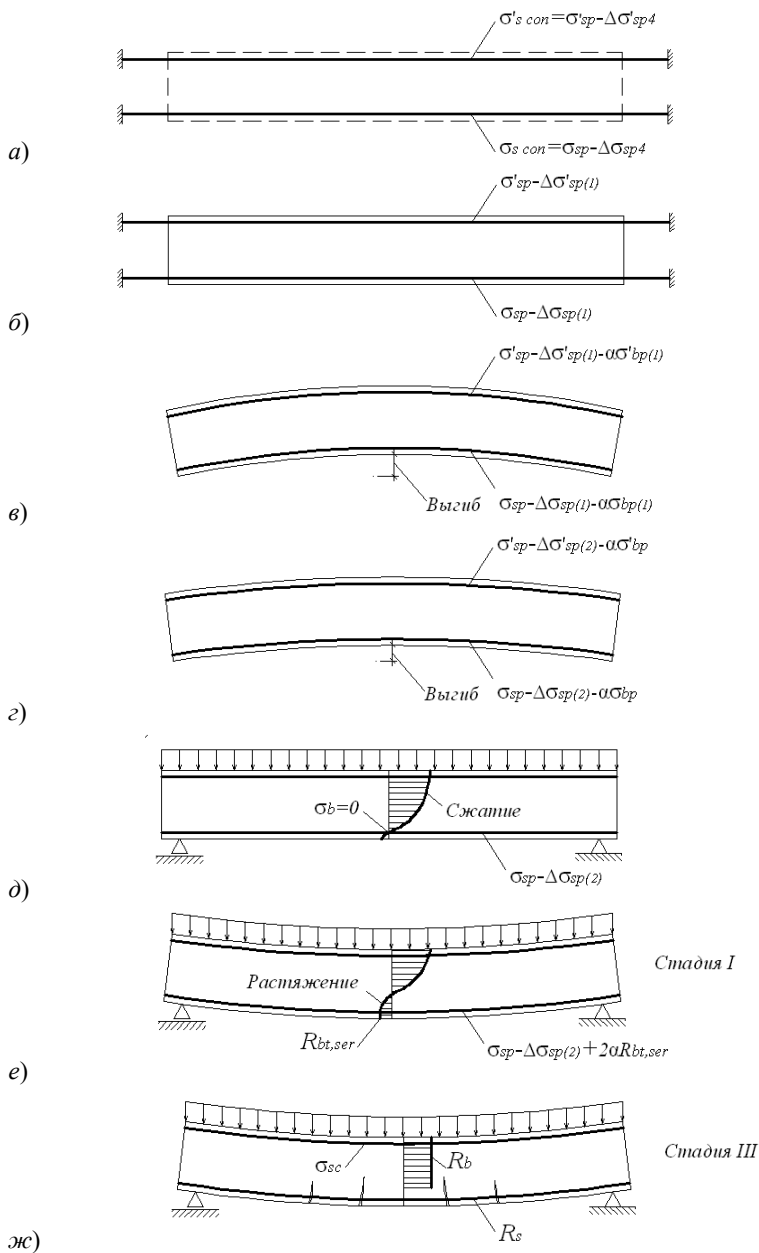 σ's con=σ'sp-Δσ'sp4
а)
σs con=σsp-Δσsp4
σ'sp-Δσ'sp(1)
б)
σsp-Δσsp(1)
σ'sp-Δσ'sp(1)-ασ'bp(1)
Выгиб
σsp-Δσsp(1)-ασbp(1)
в)
σ'sp-Δσ'sp(2)-ασ'bp
Выгиб
σsp-Δσsp(2)-ασbp
г)
σb=0
Сжатие
σsp-Δσsp(2)
д)
Стадия I
Растяжение
Rbt,ser
σsp-Δσsp(2)+2αRbt,ser
е)
Стадия III
σsc
Rb
Rs
ж)